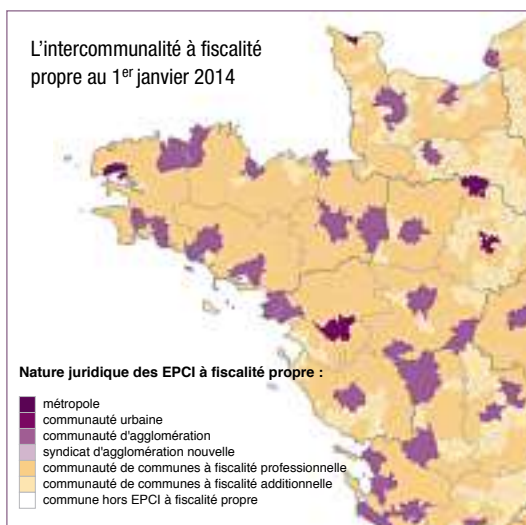 L'intercommunalité à fiscalité
propre au 1er janvier 2014
Nature juridique des EPCI à fiscalité propre :
métropole
communauté urbaine
communauté d'agglomération
syndicat d'agglomération nouvelle
communauté de communes à fiscalité professionnelle
communauté de communes à fiscalité additionnelle
commune hors EPCI à fiscalité propre